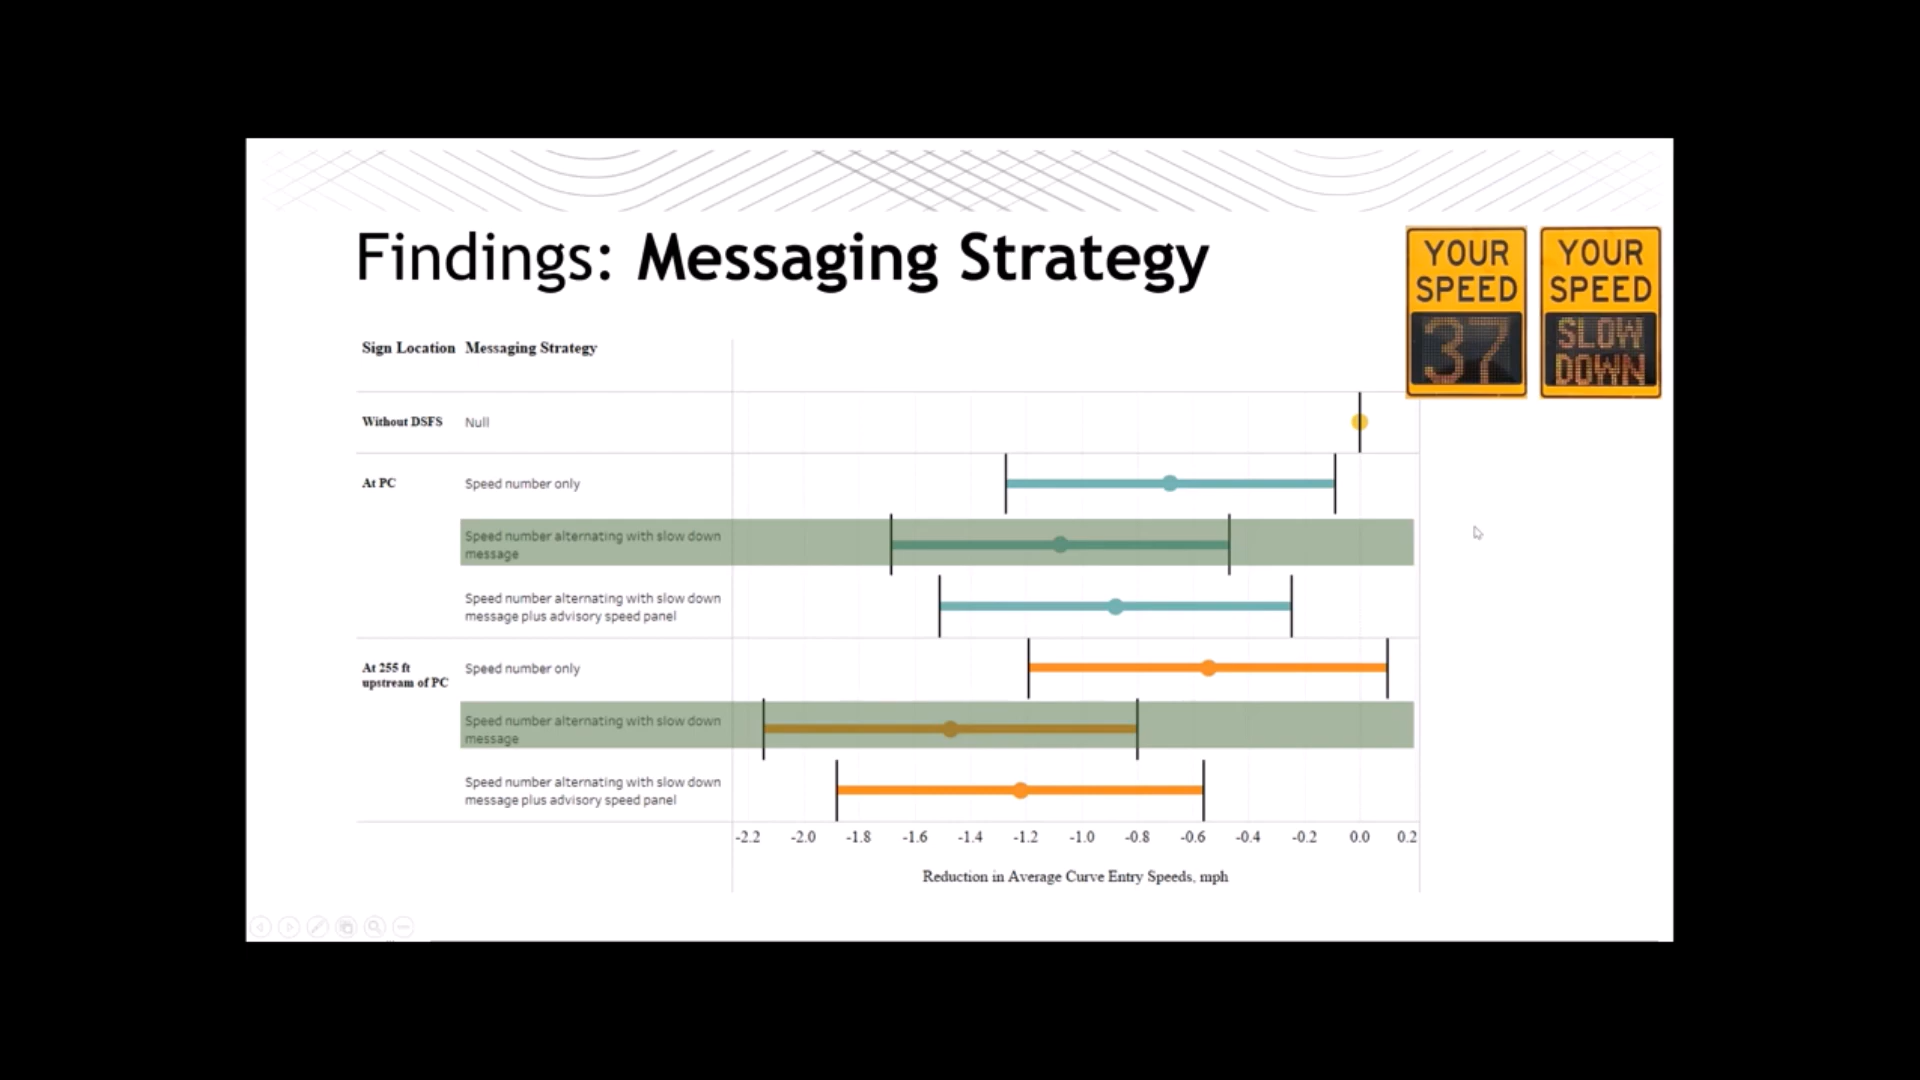 Findings: Messaging Strategy
YOUR
SPEED
37
YOUR
SPEED
SLOW
DOWN
Sign Location Messaging Strategy
Without DSFS Null
At PC Speed number only
Speed number alternating with slow down
message
Speed number alternating with slow down
message plus advisory speed panel
At 255 ft
upstream of PC
Speed number only
Speed number alternating with slow down
message
Speed number alternating with slow down
message plus advisory speed panel
-2.2 -2.0 -1.8 -1.6 -1.4 -1.2 -1.0 -0.8 -0.6 -0.4 -0.2 0.0 0.2
Reduction in Average Curve Entry Speeds, mph